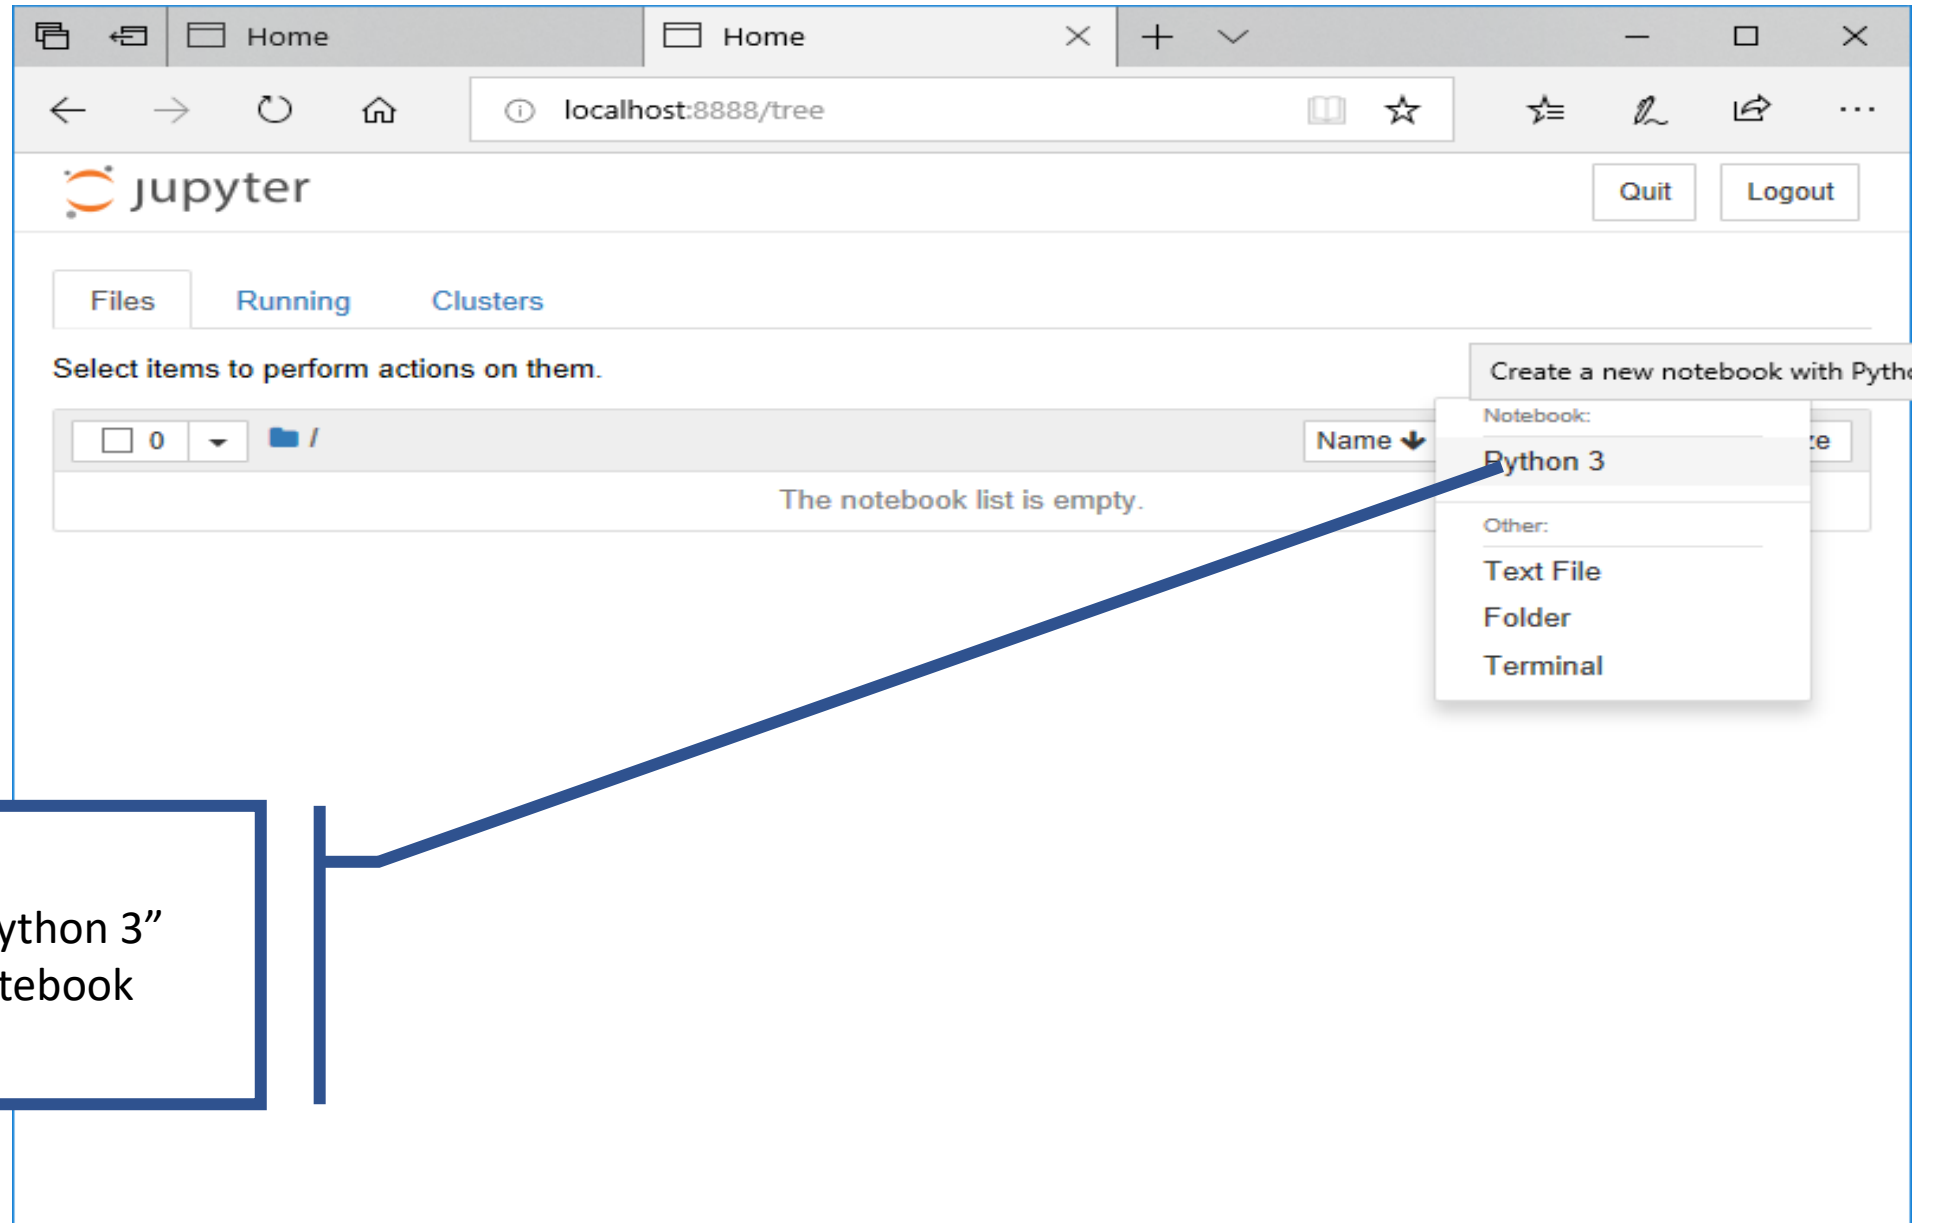 Home
Home
localhost:8888/tree
jupyter
Quit
Logout
Files
Running
Clusters
Select items to perform actions on them.
Create a new notebook with
0
/
Name
Notebook:
Python 3
The notebook list is empty.
Other:
Text File
Folder
Terminal
ython 3”
tebook